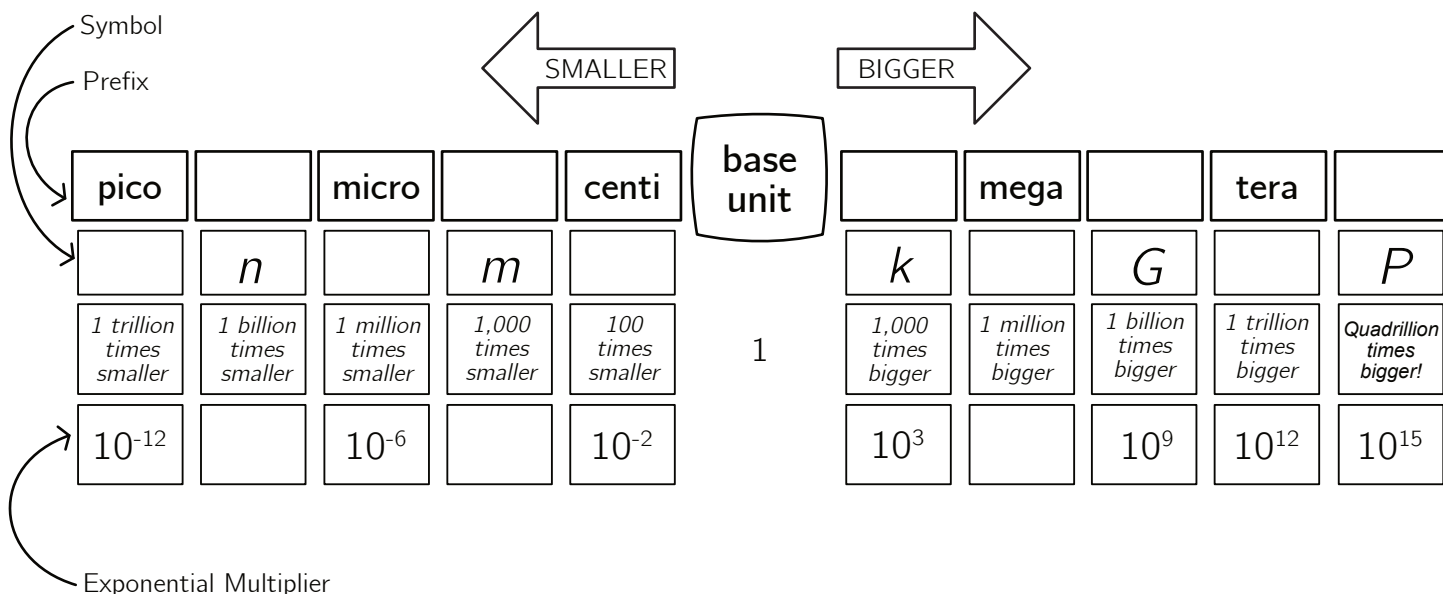 Symbol
Prefix
SMALLER
BIGGER
base
unit
pico
micro
centi
mega
tera
n
m
k
G
P
1 trillion
times
smaller
1 billion
times
smaller
1 million
times
smaller
1,000
times
smaller
100
times
smaller
1
1,000
times
bigger
1 million
times
bigger
1 billion
times
bigger
1 trillion
times
bigger
Quadrillion
times
bigger!
10⁻¹²
10⁻⁶
10⁻²
10³
10⁹
10¹²
10¹⁵
Exponential Multiplier